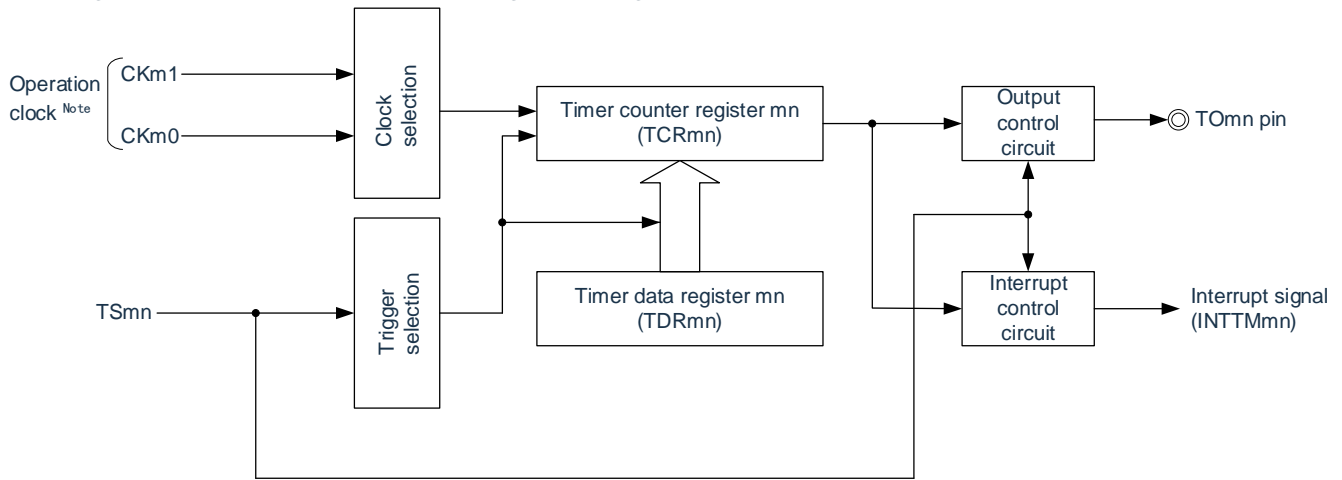 Operation
clock Note
CKm1
CKm0
Clock
selection
Timer counter register mn
(TCRmn)
Output
control
circuit
TOmn pin
TSmn
Trigger
selection
Timer data register mn
(TDRmn)
Interrupt
control
circuit
Interrupt signal
(INTTMmn)